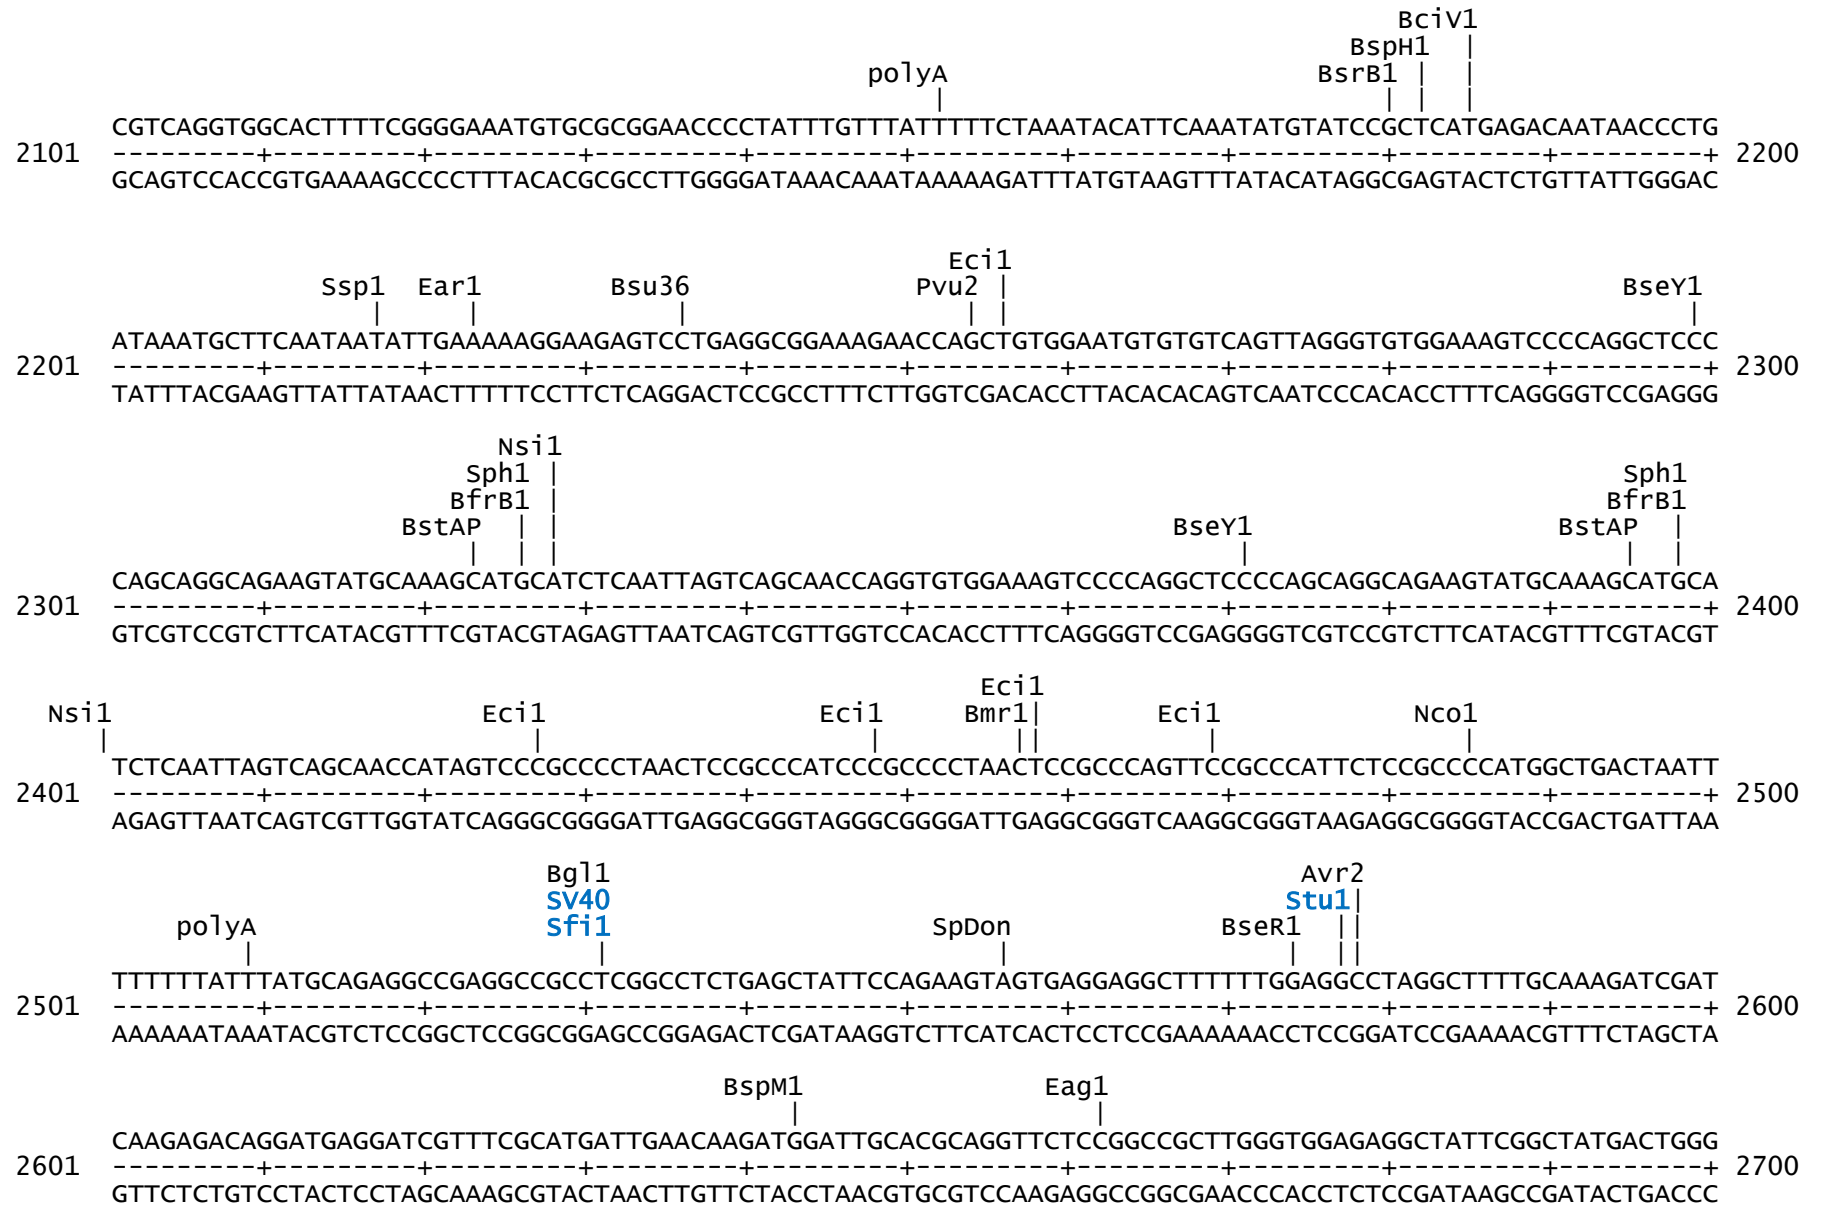 BciV1
BspH1 |
polyA BsrB1 | |
| | | |
CGTCAGGTGGCACTTTTCGGGGAAATGTGCGCGGAACCCCTATTTGTTTATTTTTCTAAATACATTCAAATATGTATCCGCTCATGAGACAATAACCCTG
2101 ---------+---------+---------+---------+---------+---------+---------+---------+---------+---------+ 2200
GCAGTCCACCGTGAAAAGCCCCTTTACACGCGCCTTGGGGATAAACAAATAAAAAGATTTATGTAAGTTTATACATAGGCGAGTACTCTGTTATTGGGAC
Eci1
Ssp1 Ear1 Bsu36 Pvu2 | BseY1
| | | | | |
ATAAATGCTTCAATAATATTGAAAAAGGAAGAGTCCTGAGGCGGAAAGAACCAGCTGTGGAATGTGTGTCAGTTAGGGTGTGGAAAGTCCCCAGGCTCCC
2201 ---------+---------+---------+---------+---------+---------+---------+---------+---------+---------+ 2300
TATTTACGAAGTTATTATAACTTTTTCCTTCTCAGGACTCCGCCTTTCTTGGTCGACACCTTACACACAGTCAATCCCACACCTTTCAGGGGTCCGAGGG
Nsi1
Sph1 | Sph1
BfrB1 | BfrB1
BstAP | | BseY1 BstAP |
| | | | | |
CAGCAGGCAGAAGTATGCAAAGCATGCATCTCAATTAGTCAGCAACCAGGTGTGGAAAGTCCCCAGGCTCCCCAGCAGGCAGAAGTATGCAAAGCATGCA
2301 ---------+---------+---------+---------+---------+---------+---------+---------+---------+---------+ 2400
GTCGTCCGTCTTCATACGTTTCGTACGTAGAGTTAATCAGTCGTTGGTCCACACCTTTCAGGGGTCCGAGGGGTCGTCCGTCTTCATACGTTTCGTACGT
Eci1
Nsi1 Eci1 Eci1 Bmr1| Eci1 Nco1
| | | || | |
TCTCAATTAGTCAGCAACCATAGTCCCGCCCCTAACTCCGCCCATCCCGCCCCTAACTCCGCCCAGTTCCGCCCATTCTCCGCCCCATGGCTGACTAATT
2401 ---------+---------+---------+---------+---------+---------+---------+---------+---------+---------+ 2500
AGAGTTAATCAGTCGTTGGTATCAGGGCGGGGATTGAGGCGGGTAGGGCGGGGATTGAGGCGGGTCAAGGCGGGTAAGAGGCGGGGTACCGACTGATTAA
Bgl1 Avr2
SV40 Stu1|
polyA Sfi1 SpDon BseR1 ||
| | | | ||
TTTTTTATTTATGCAGAGGCCGAGGCCGCCTCGGCCTCTGAGCTATTCCAGAAGTAGTGAGGAGGCTTTTTTGGAGGCCTAGGCTTTTGCAAAGATCGAT
2501 ---------+---------+---------+---------+---------+---------+---------+---------+---------+---------+ 2600
AAAAAATAAATACGTCTCCGGCTCCGGCGGAGCCGGAGACTCGATAAGGTCTTCATCACTCCTCCGAAAAAACCTCCGGATCCGAAAACGTTTCTAGCTA
BspM1 Eag1
| |
CAAGAGACAGGATGAGGATCGTTTCGCATGATTGAACAAGATGGATTGCACGCAGGTTCTCCGGCCGCTTGGGTGGAGAGGCTATTCGGCTATGACTGGG
2601 ---------+---------+---------+---------+---------+---------+---------+---------+---------+---------+ 2700
GTTCTCTGTCCTACTCCTAGCAAAGCGTACTAACTTGTTCTACCTAACGTGCGTCCAAGAGGCCGGCGAACCCACCTCTCCGATAAGCCGATACTGACCC